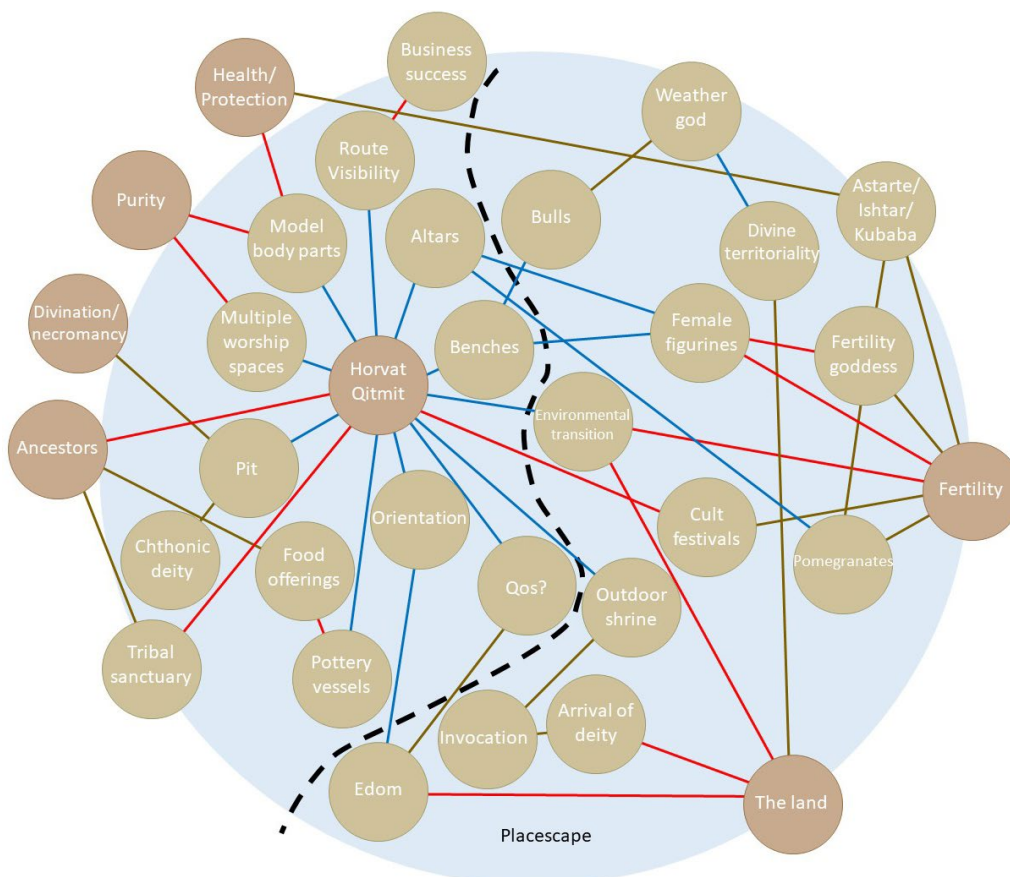 Business
success
Health/
Protection
Weather
god
Route
Visibility
Astarte/
Ishtar/
Kubaba
Purity
Model
body parts
Altars
Bulls
Divine
territoriality
Divination/
necromancy
Multiple
worship
spaces
Horvat
Qitmit
Benches
Female
figurines
Fertility
goddess
Environmental
transition
Ancestors
Pit
Orientation
Cult
festivals
Fertility
Chthonic
deity
Food
offerings
Qos?
Outdoor
shrine
Pomegranates
Tribal
sanctuary
Pottery
vessels
Invocation
Arrival of
deity
Edom
The land
Placescape